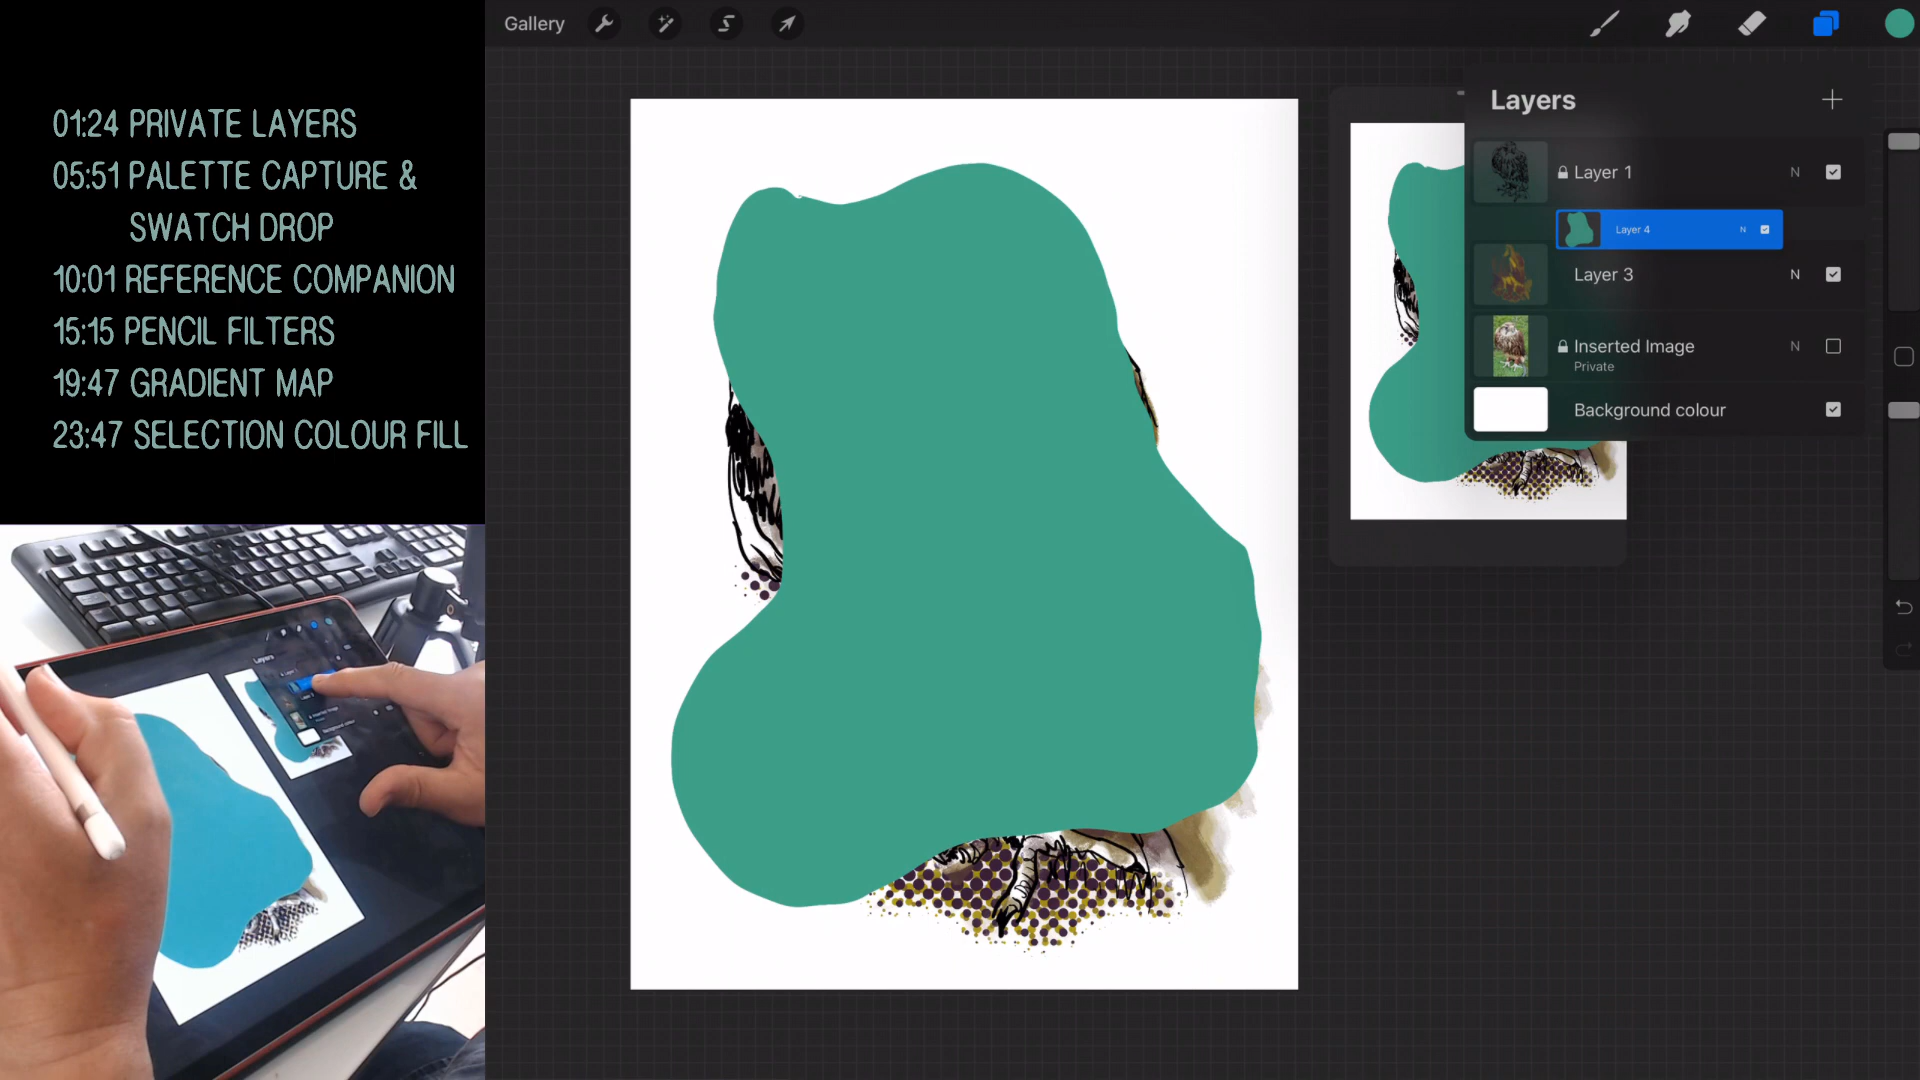 01:24 PRIVATE LAYERS
05:51 PALETTE CAPTURE &
SWATCH DROP
10:01 REFERENCE COMPANION
15:15 PENCIL FILTERS
19:47 GRADIENT MAP
23:47 SELECTION COLOUR FILL
Gallery
Layers
Layer 1 N
Layer 4 N
Layer 3 N
Inserted Image N
Private
Background colour